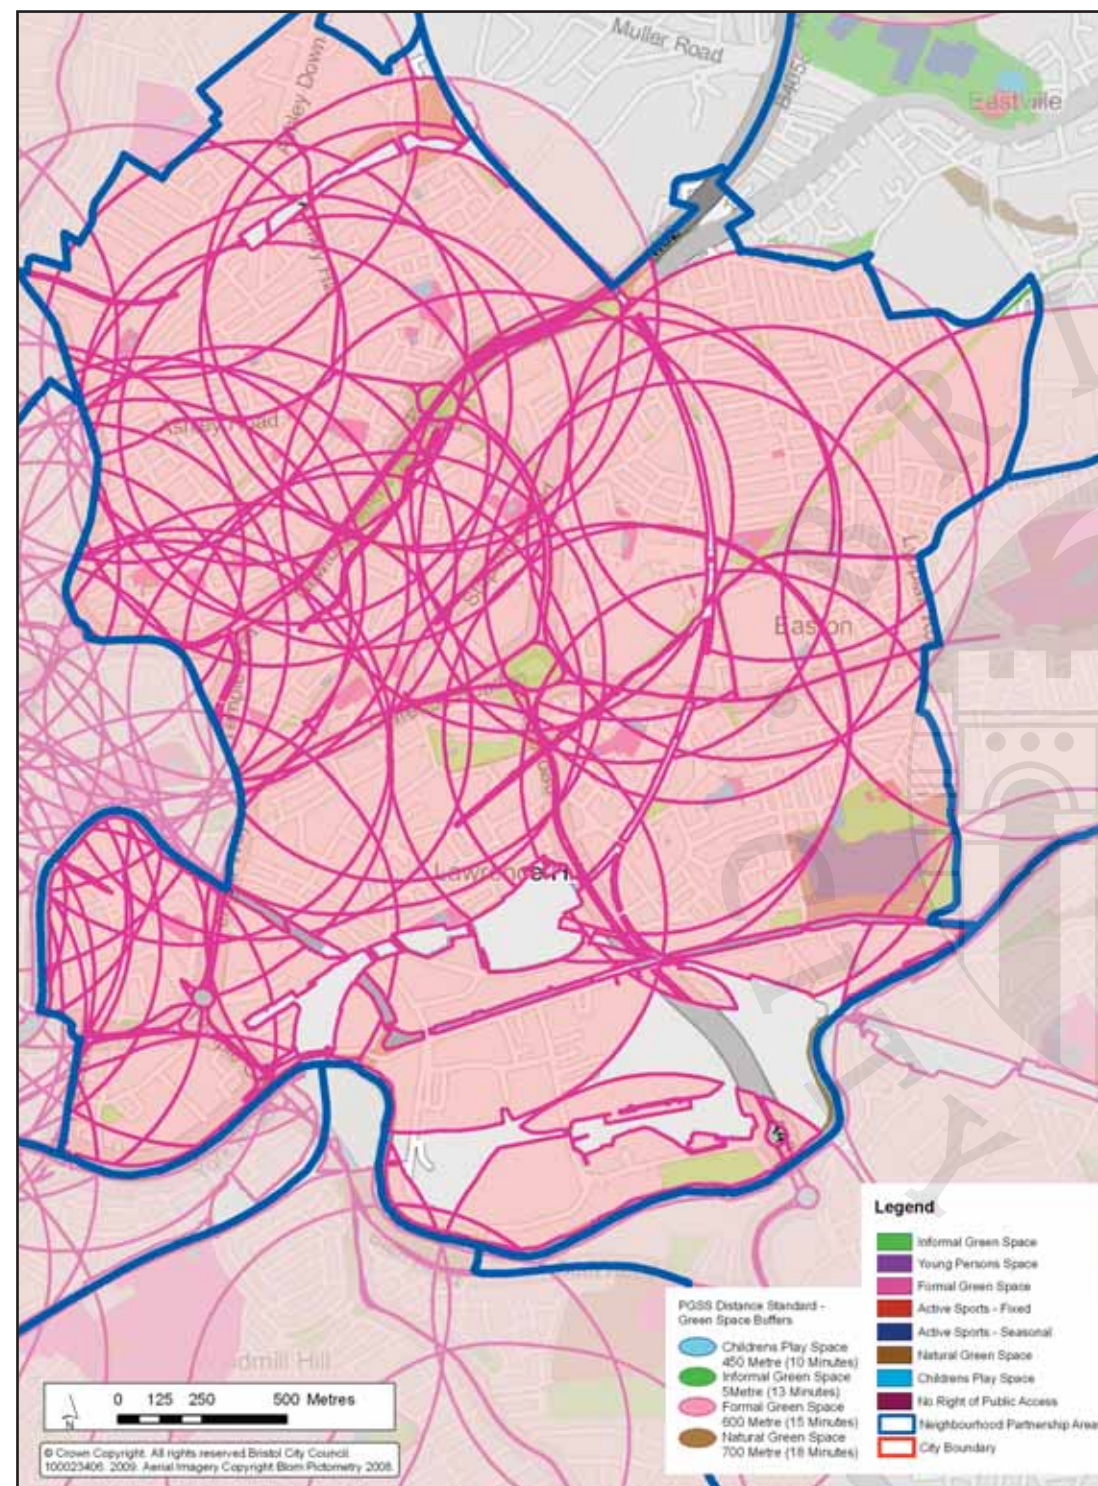 Muller Road
Eastville
Ashley Road
Easton
Legend
Informal Green Space
Young Persons Space
Formal Green Space
Active Sports - Fixed
Active Sports - Seasonal
Natural Green Space
Childrens Play Space
No Right of Public Access
Neighbourhood Partnership Area
City Boundary
PGSS Distance Standard -
Green Space Buffers
Childrens Play Space
450 Metre (10 Minutes)
Informal Green Space
5Metre (13 Minutes)
Formal Green Space
600 Metre (15 Minutes)
Natural Green Space
700 Metre (18 Minutes)
0 125 250 500 Metres
N
© Crown Copyright. All rights reserved Bristol City Council.
100023406. 2009. Aerial Imagery Copyright Blom Pictometry 2008.